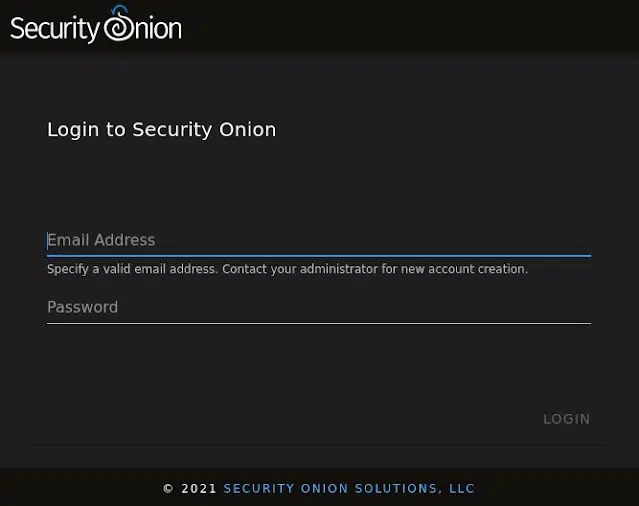 Security Onion
Login to Security Onion
Email Address
Specify a valid email address. Contact your administrator for new account creation.
Password
LOGIN
© 2021 SECURITY ONION SOLUTIONS, LLC